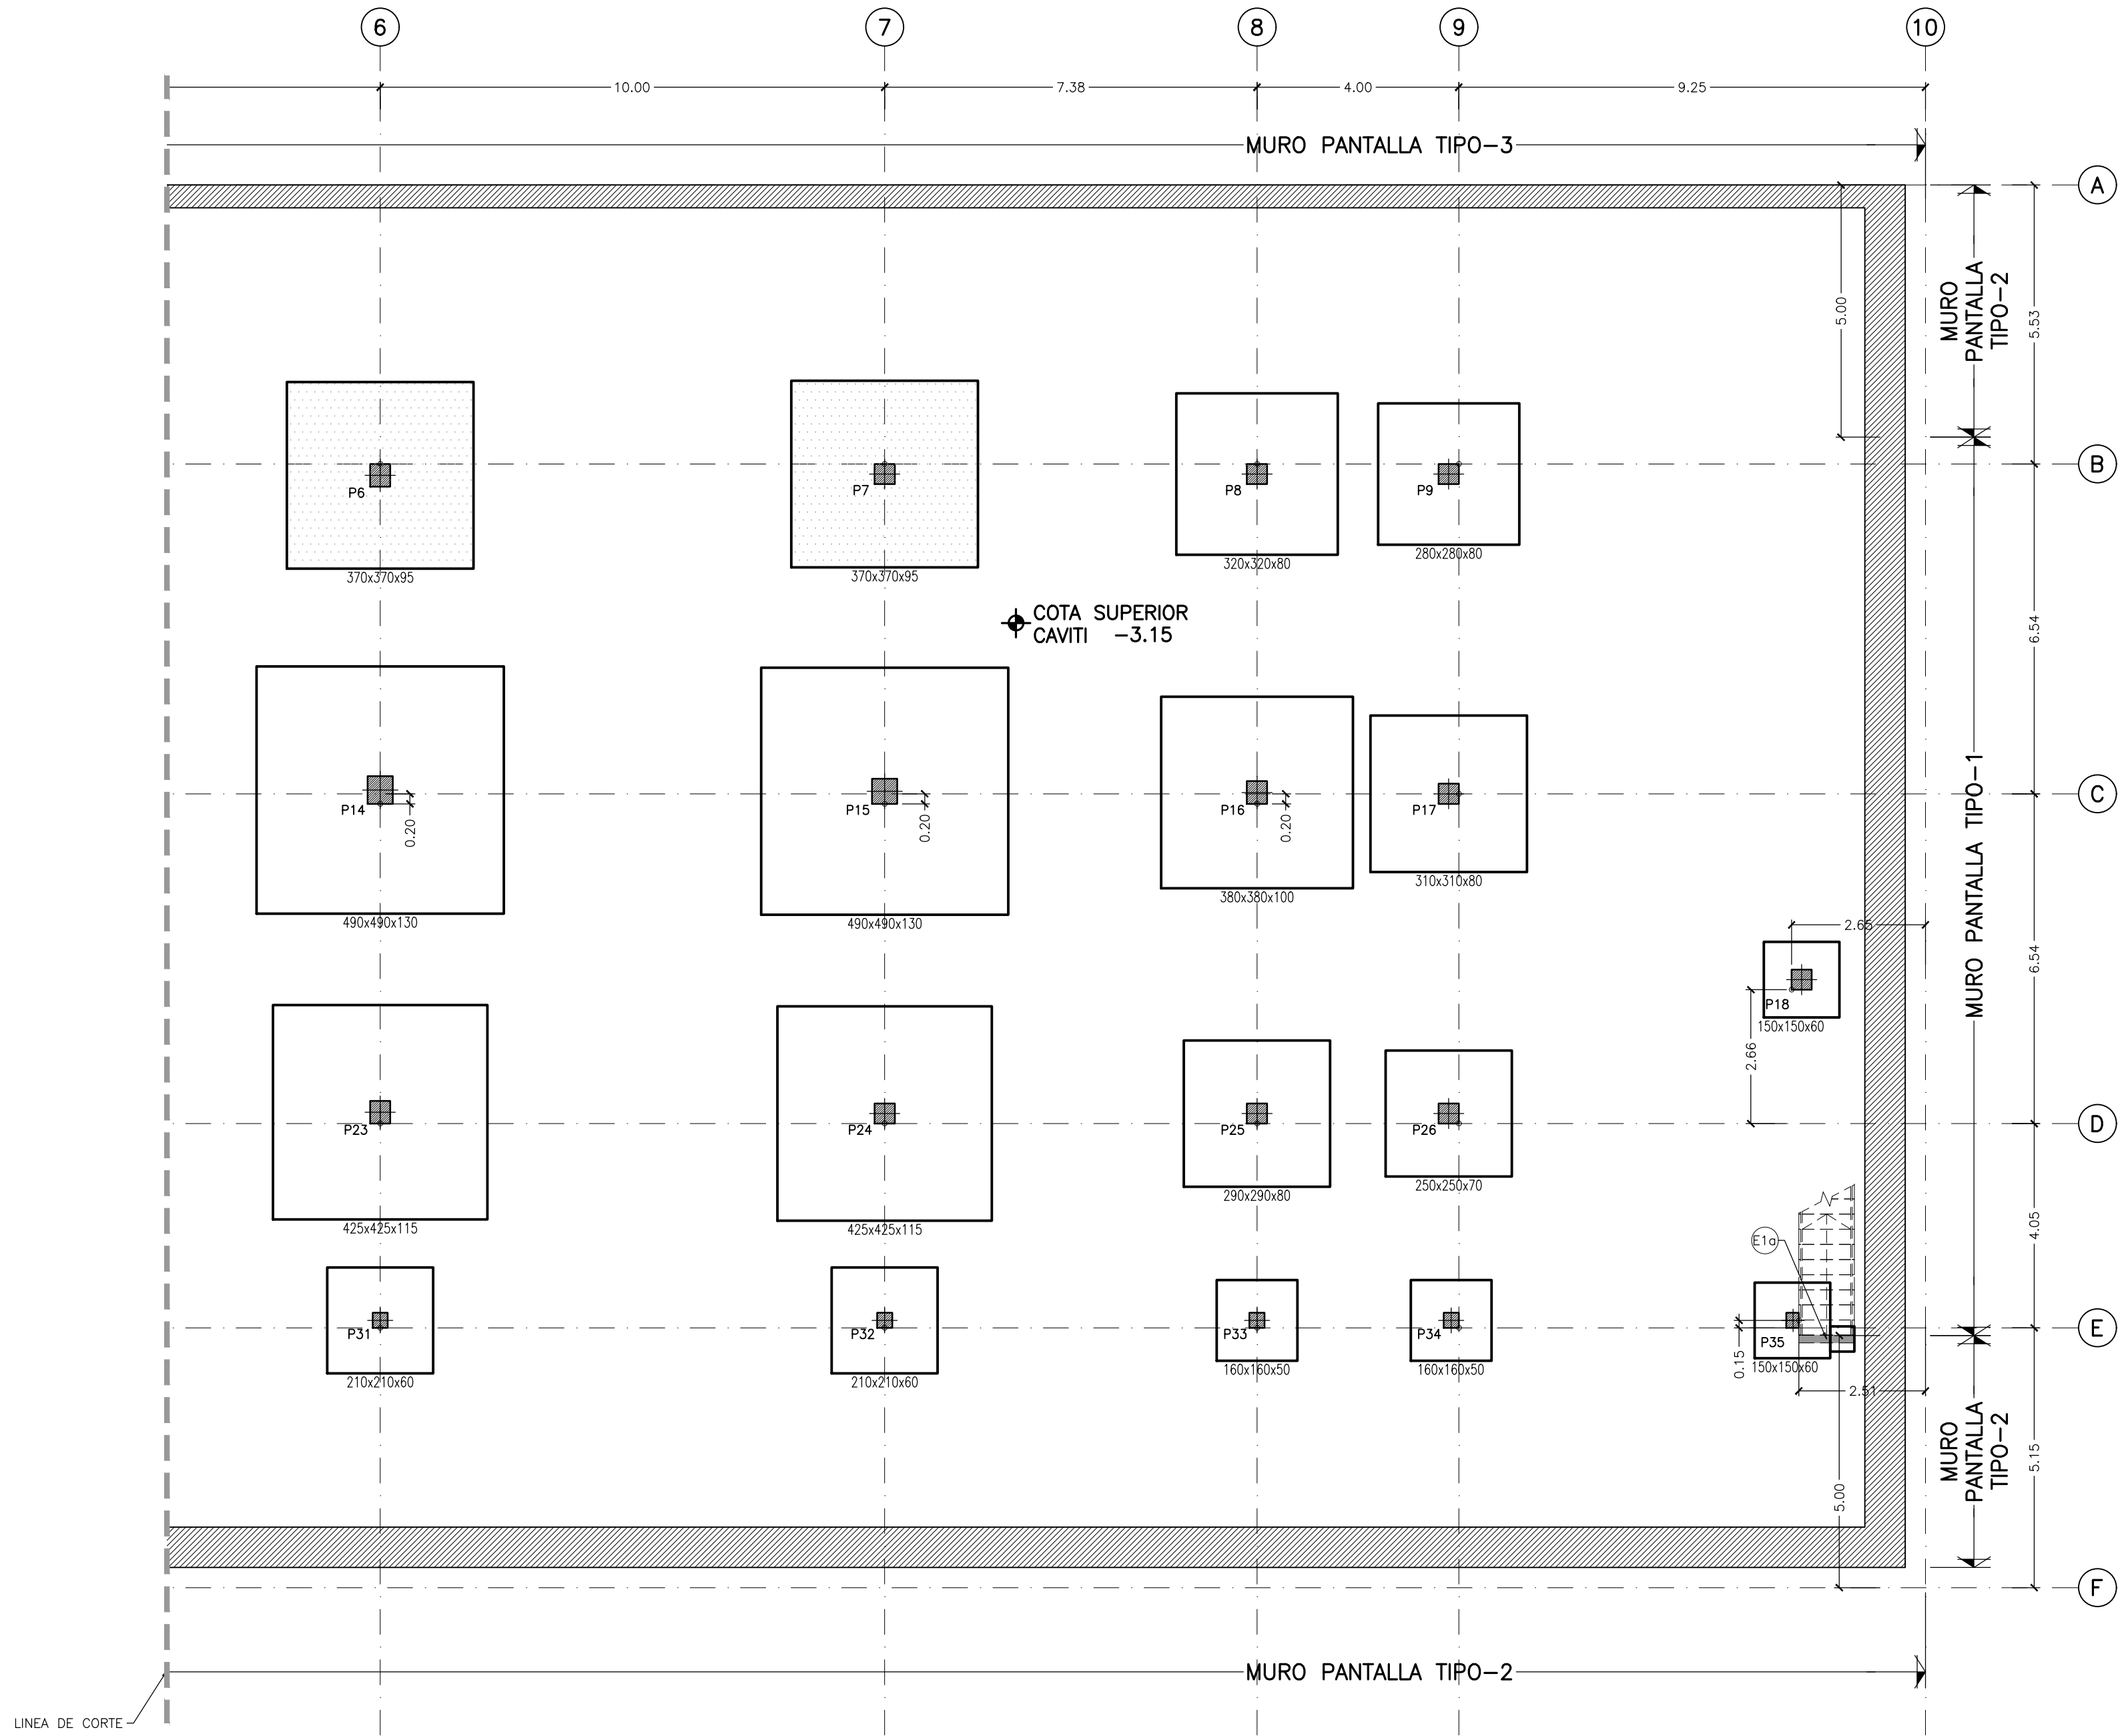 6
7
8
9
10
10.00
7.38
4.00
9.25
MURO PANTALLA TIPO-3
A
5.00
MURO
PANTALLA
TIPO-2
5.53
B
P6
P7
P8
P9
370x370x95
370x370x95
320x320x80
280x280x80
COTA SUPERIOR
CAVITI -3.15
6.54
MURO PANTALLA TIPO-1
C
P14
P15
P16
P17
0.20
0.20
0.20
490x490x130
490x490x130
380x380x100
310x310x80
2.65
P18
150x150x60
6.54
2.66
D
P23
P24
P25
P26
425x425x115
425x425x115
290x290x80
250x250x70
E1a
4.05
E
P31
P32
P33
P34
P35
210x210x60
210x210x60
160x160x50
160x160x50
150x150x60
0.15
2.51
MURO
PANTALLA
TIPO-2
5.15
5.00
F
MURO PANTALLA TIPO-2
LINEA DE CORTE